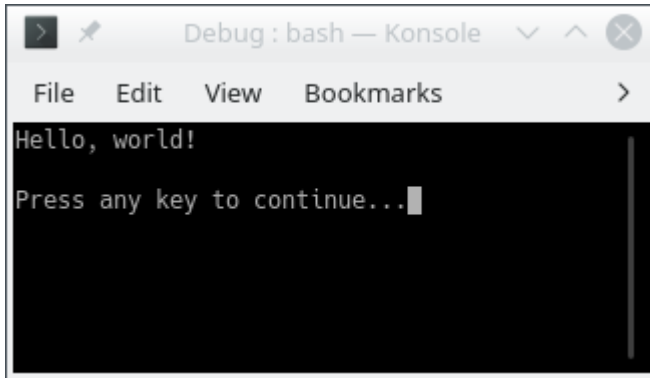 Debug : bash — Konsole
File Edit View Bookmarks
Hello, world!
Press any key to continue...